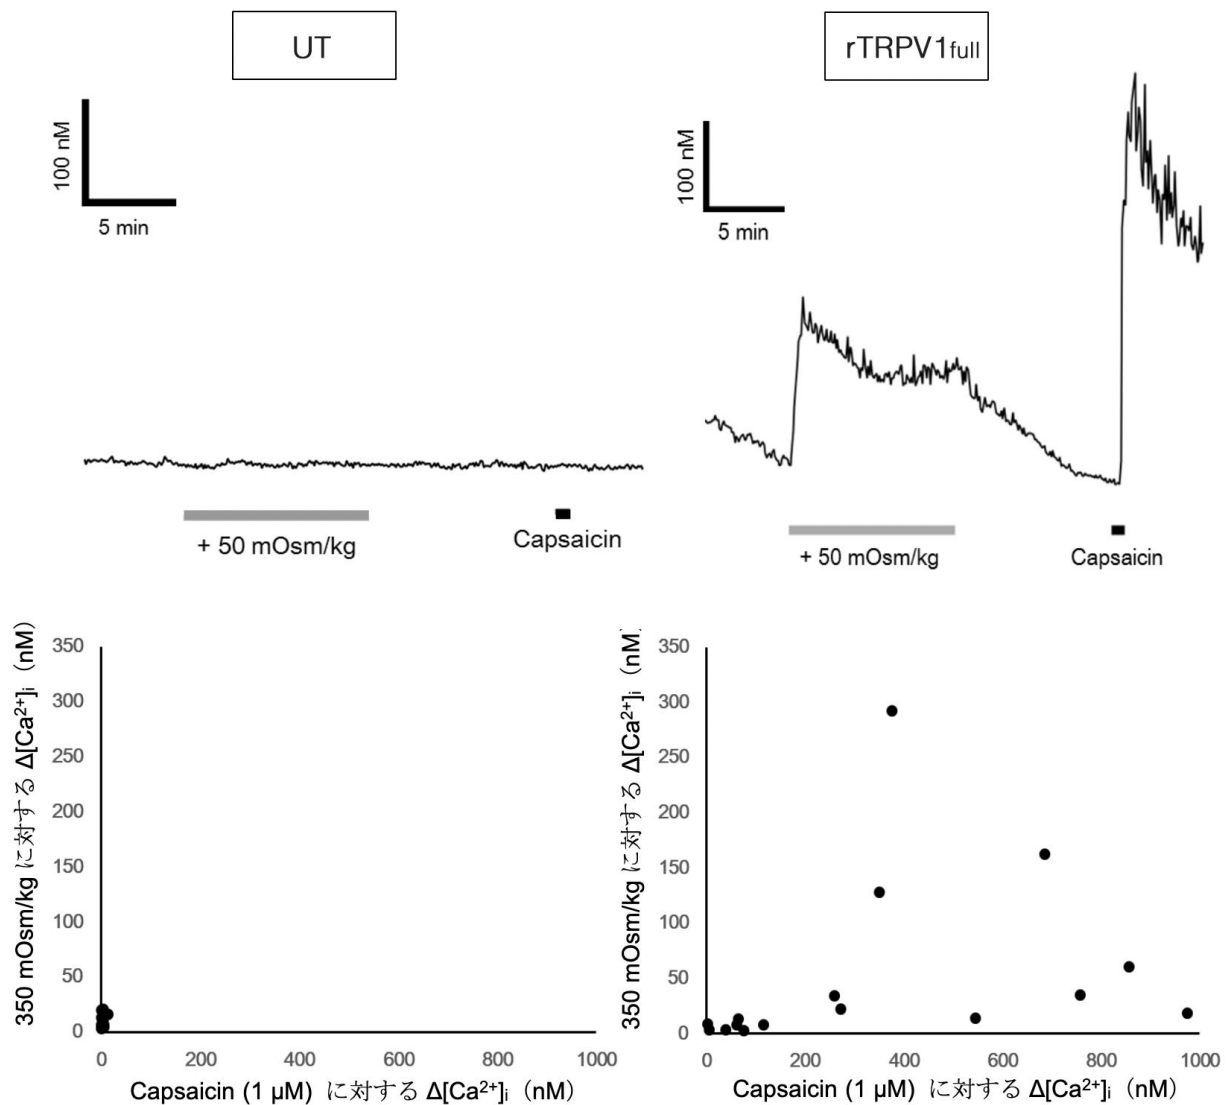 UT
rTRPV1full
100 nM
5 min
100 nM
5 min
+ 50 mOsm/kg
Capsaicin
+ 50 mOsm/kg
Capsaicin
350 mOsm/kg に対する Δ[Ca²⁺]i（nM）
350
300
250
200
150
100
50
0
0 200 400 600 800 1000
Capsaicin (1 μM) に対する Δ[Ca²⁺]i（nM）
350 mOsm/kg に対する Δ[Ca²⁺]i（nM）
350
300
250
200
150
100
50
0
0 200 400 600 800 1000
Capsaicin (1 μM) に対する Δ[Ca²⁺]i（nM）